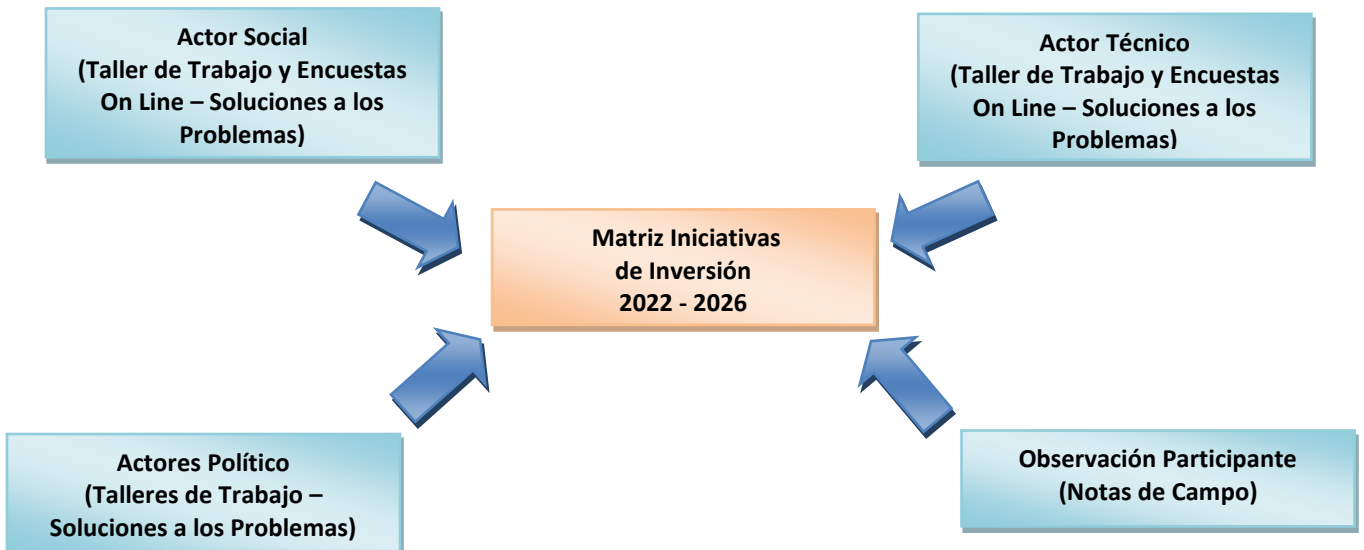 Actor Social
(Taller de Trabajo y Encuestas
On Line – Soluciones a los
Problemas)
Actor Técnico
(Taller de Trabajo y Encuestas
On Line – Soluciones a los
Problemas)
Matriz Iniciativas
de Inversión
2022 - 2026
Actores Político
(Talleres de Trabajo –
Soluciones a los Problemas)
Observación Participante
(Notas de Campo)